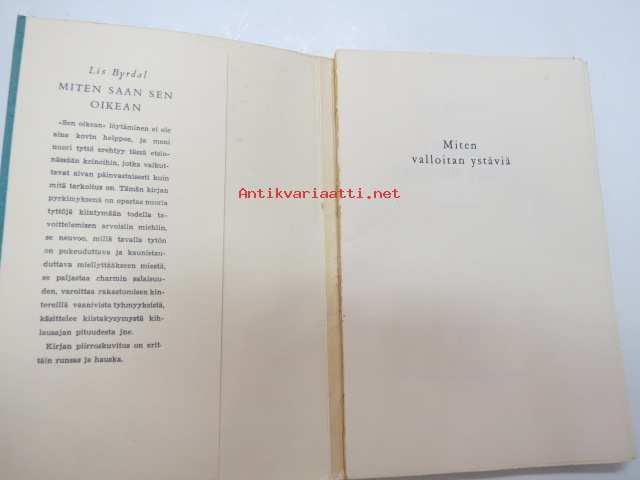 Lis Byrdal
MITEN SAAN SEN
OIKEAN
«Sen oikean» löytäminen ei ole
aina kovin helppoa, ja moni
nuori tyttö erehtyy tässä etsin-
nässään keinoihin, jotka vaikut-
tavat aivan päinvastaisesti kuin
mitä tarkoitus on. Tämän kirjan
pyrkimyksenä on opastaa nuoria
tyttöjä kiintymään todella ta-
voittelemisen arvoisiin miehiin,
se neuvoo, millä tavalla tytön
on pukeuduttava ja kaunistau-
duttava miellyttääkseen miestä,
se paljastaa charmin salaisuu-
den, varoittaa rakastumisen kin-
tereillä vaanivista tyhmyyksistä,
käsittelee kiistakysymystä kih-
lausajan pituudesta jne.
Kirjan piirroskuvitus on erit-
täin runsas ja hauska.
Miten
valloitan ystäviä
Antikvariaatti.net